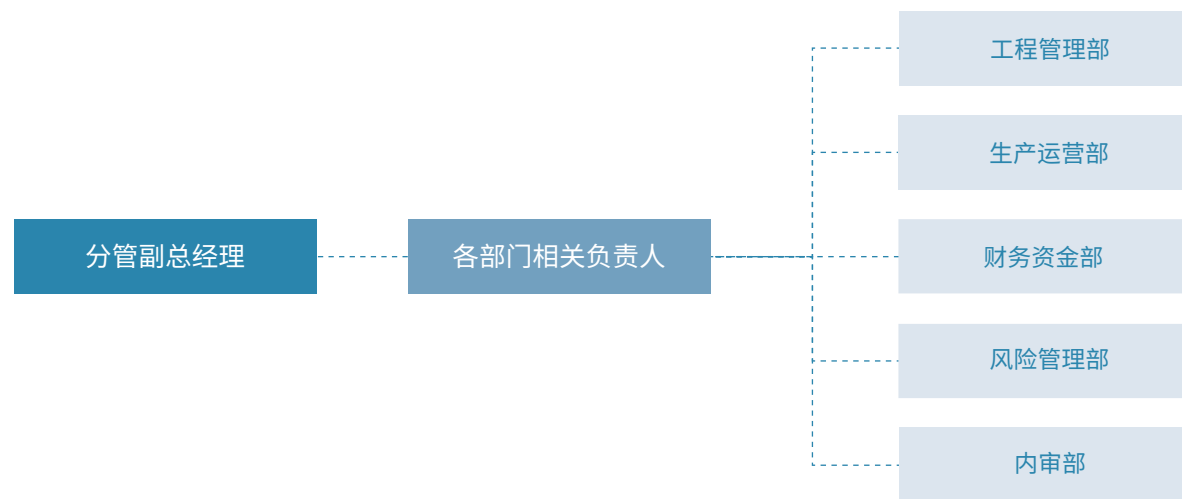 分管副总经理
各部门相关负责人
工程管理部
生产运营部
财务资金部
风险管理部
内审部